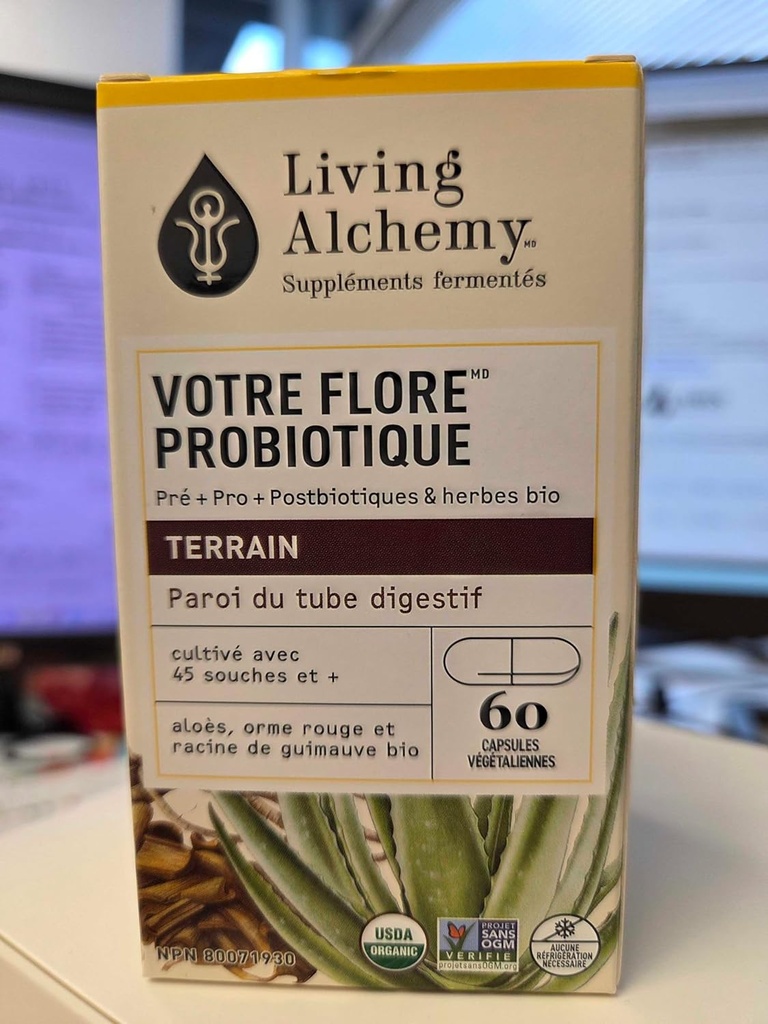 Living
Alchemy MD
Suppléments fermentés
VOTRE FLORE MD
PROBIOTIQUE
Pré + Pro + Postbiotiques & herbes bio
TERRAIN
Paroi du tube digestif
cultivé avec
45 souches et +
aloès, orme rouge et
racine de guimauve bio
60
CAPSULES
VÉGÉTALIENNES
NPN 80071930
USDA
ORGANIC
PROJET
SANS
OGM
VÉRIFIÉ
projetsansOGM.org
AUCUNE
RÉFRIGÉRATION
NÉCESSAIRE